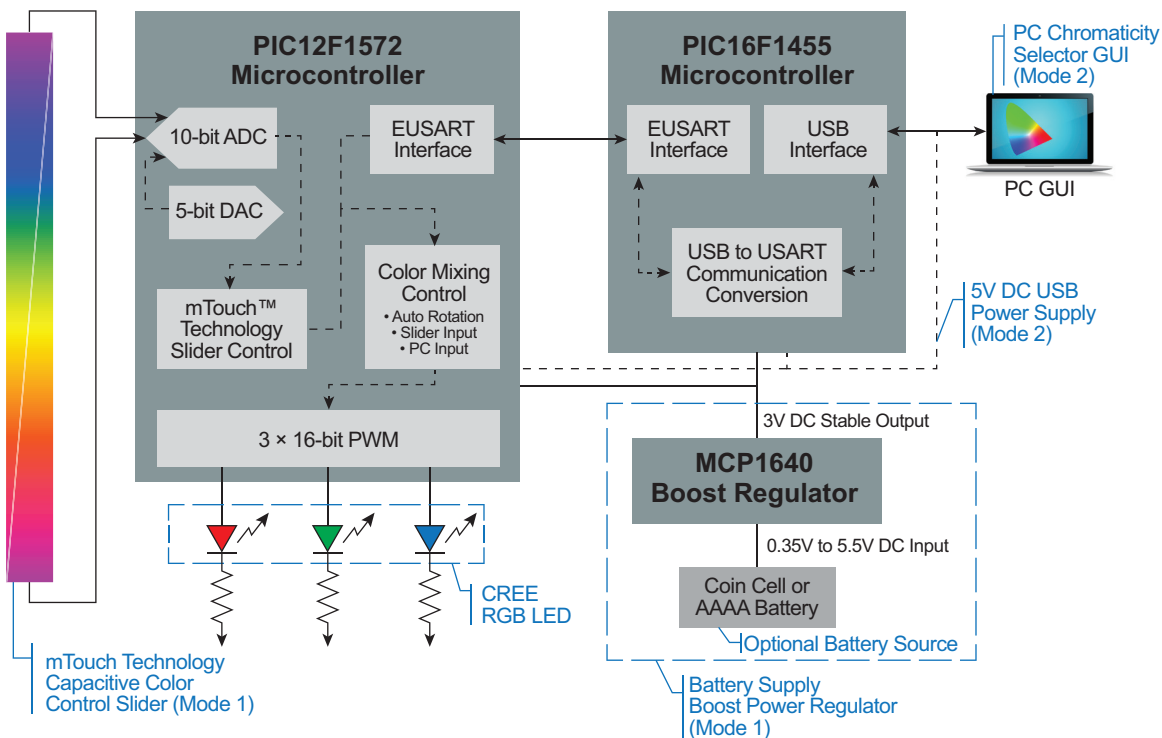 PIC12F1572
Microcontroller
10-bit ADC
5-bit DAC
EUSART
Interface
mTouch™
Technology
Slider Control
Color Mixing
Control
• Auto Rotation
• Slider Input
• PC Input
3 × 16-bit PWM
PIC16F1455
Microcontroller
EUSART
Interface
USB
Interface
USB to USART
Communication
Conversion
PC Chromaticity
Selector GUI
(Mode 2)
PC GUI
5V DC USB
Power Supply
(Mode 2)
3V DC Stable Output
MCP1640
Boost Regulator
0.35V to 5.5V DC Input
Coin Cell or
AAAA Battery
Optional Battery Source
Battery Supply
Boost Power Regulator
(Mode 1)
CREE
RGB LED
mTouch Technology
Capacitive Color
Control Slider (Mode 1)